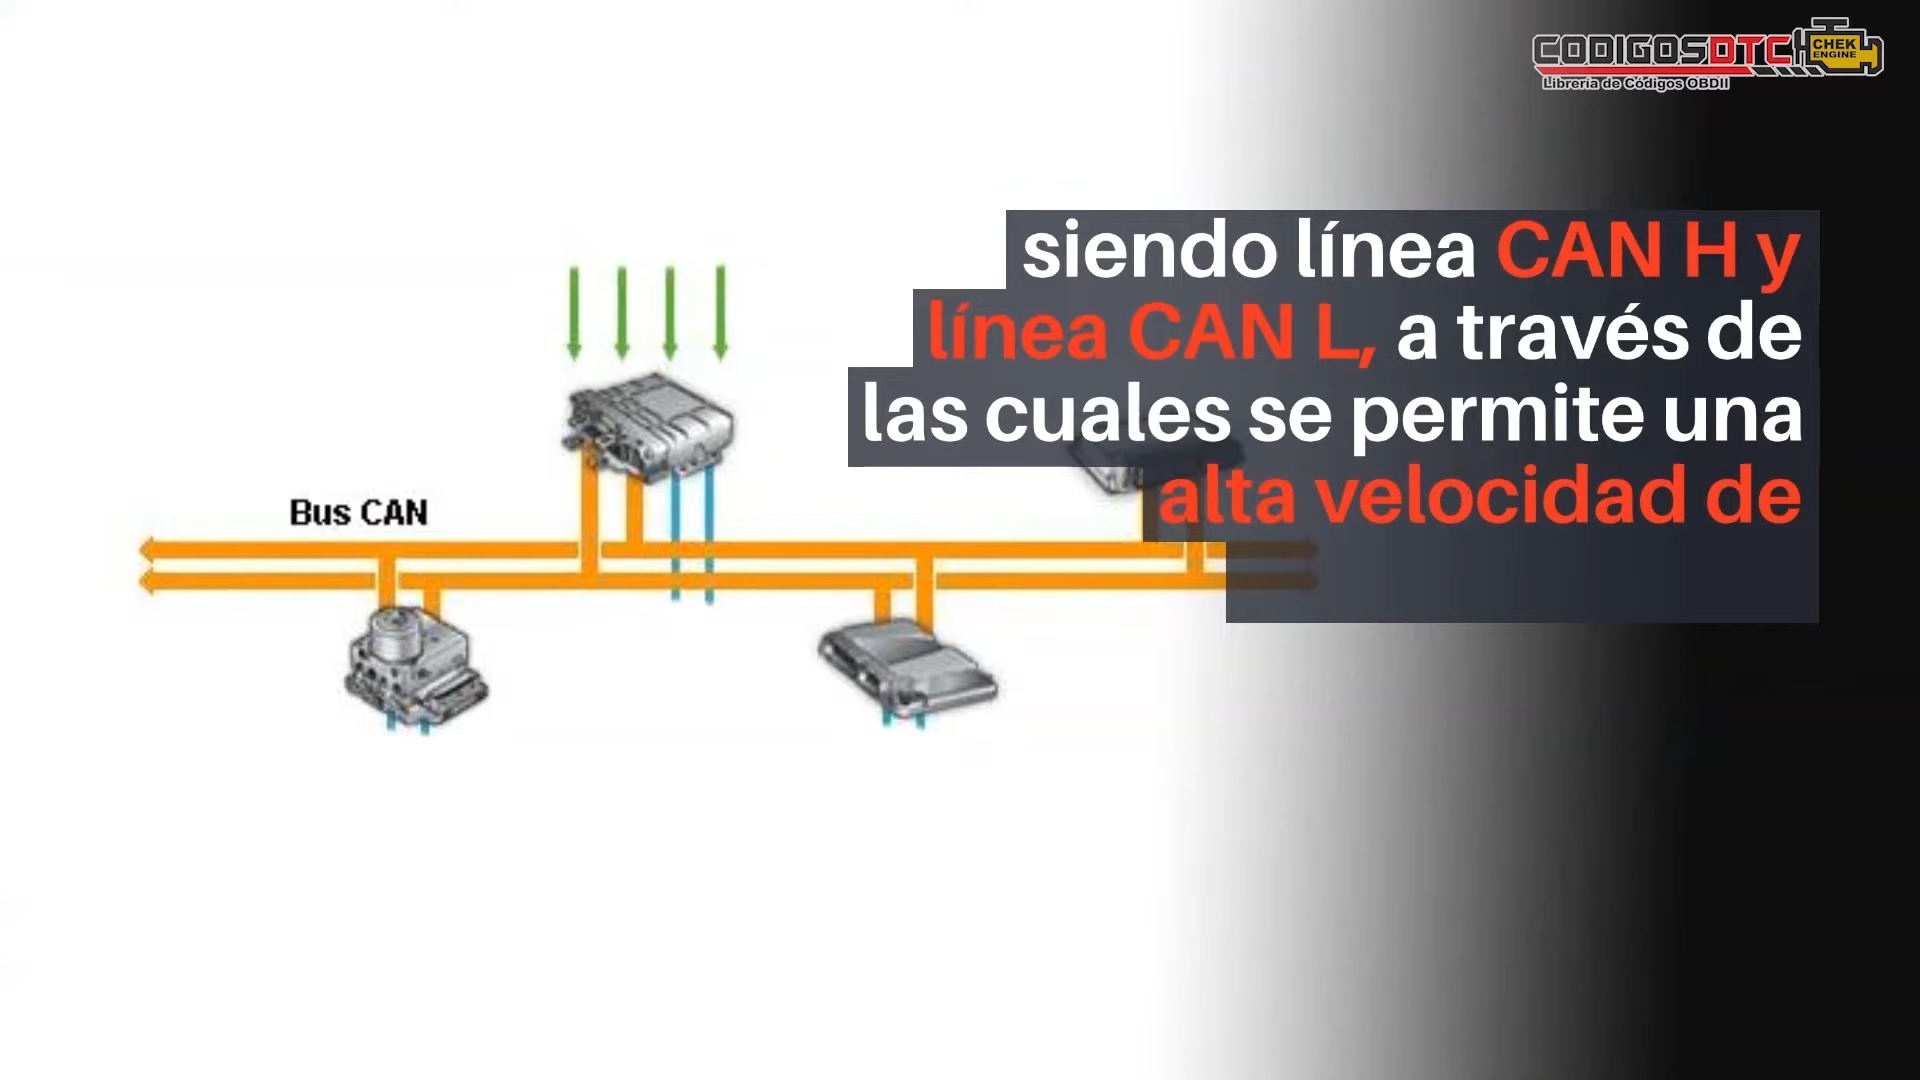 CODIGOSDTC
CHEK
ENGINE
Librería de Códigos OBDII
siendo línea CAN H y
línea CAN L, a través de
las cuales se permite una
alta velocidad de
Bus CAN